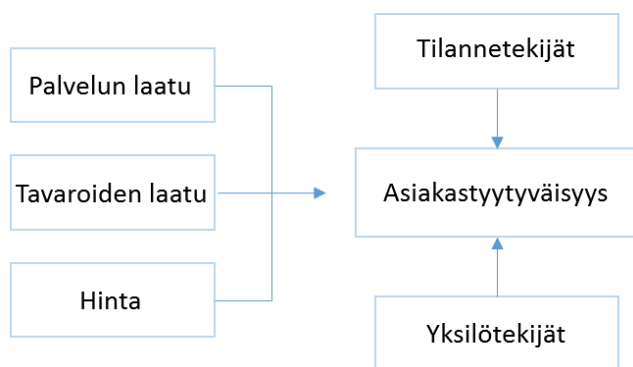 Tilannetekijät
Palvelun laatu
Tavaroiden laatu
Asiakastyytyväisyys
Hinta
Yksilötekijät